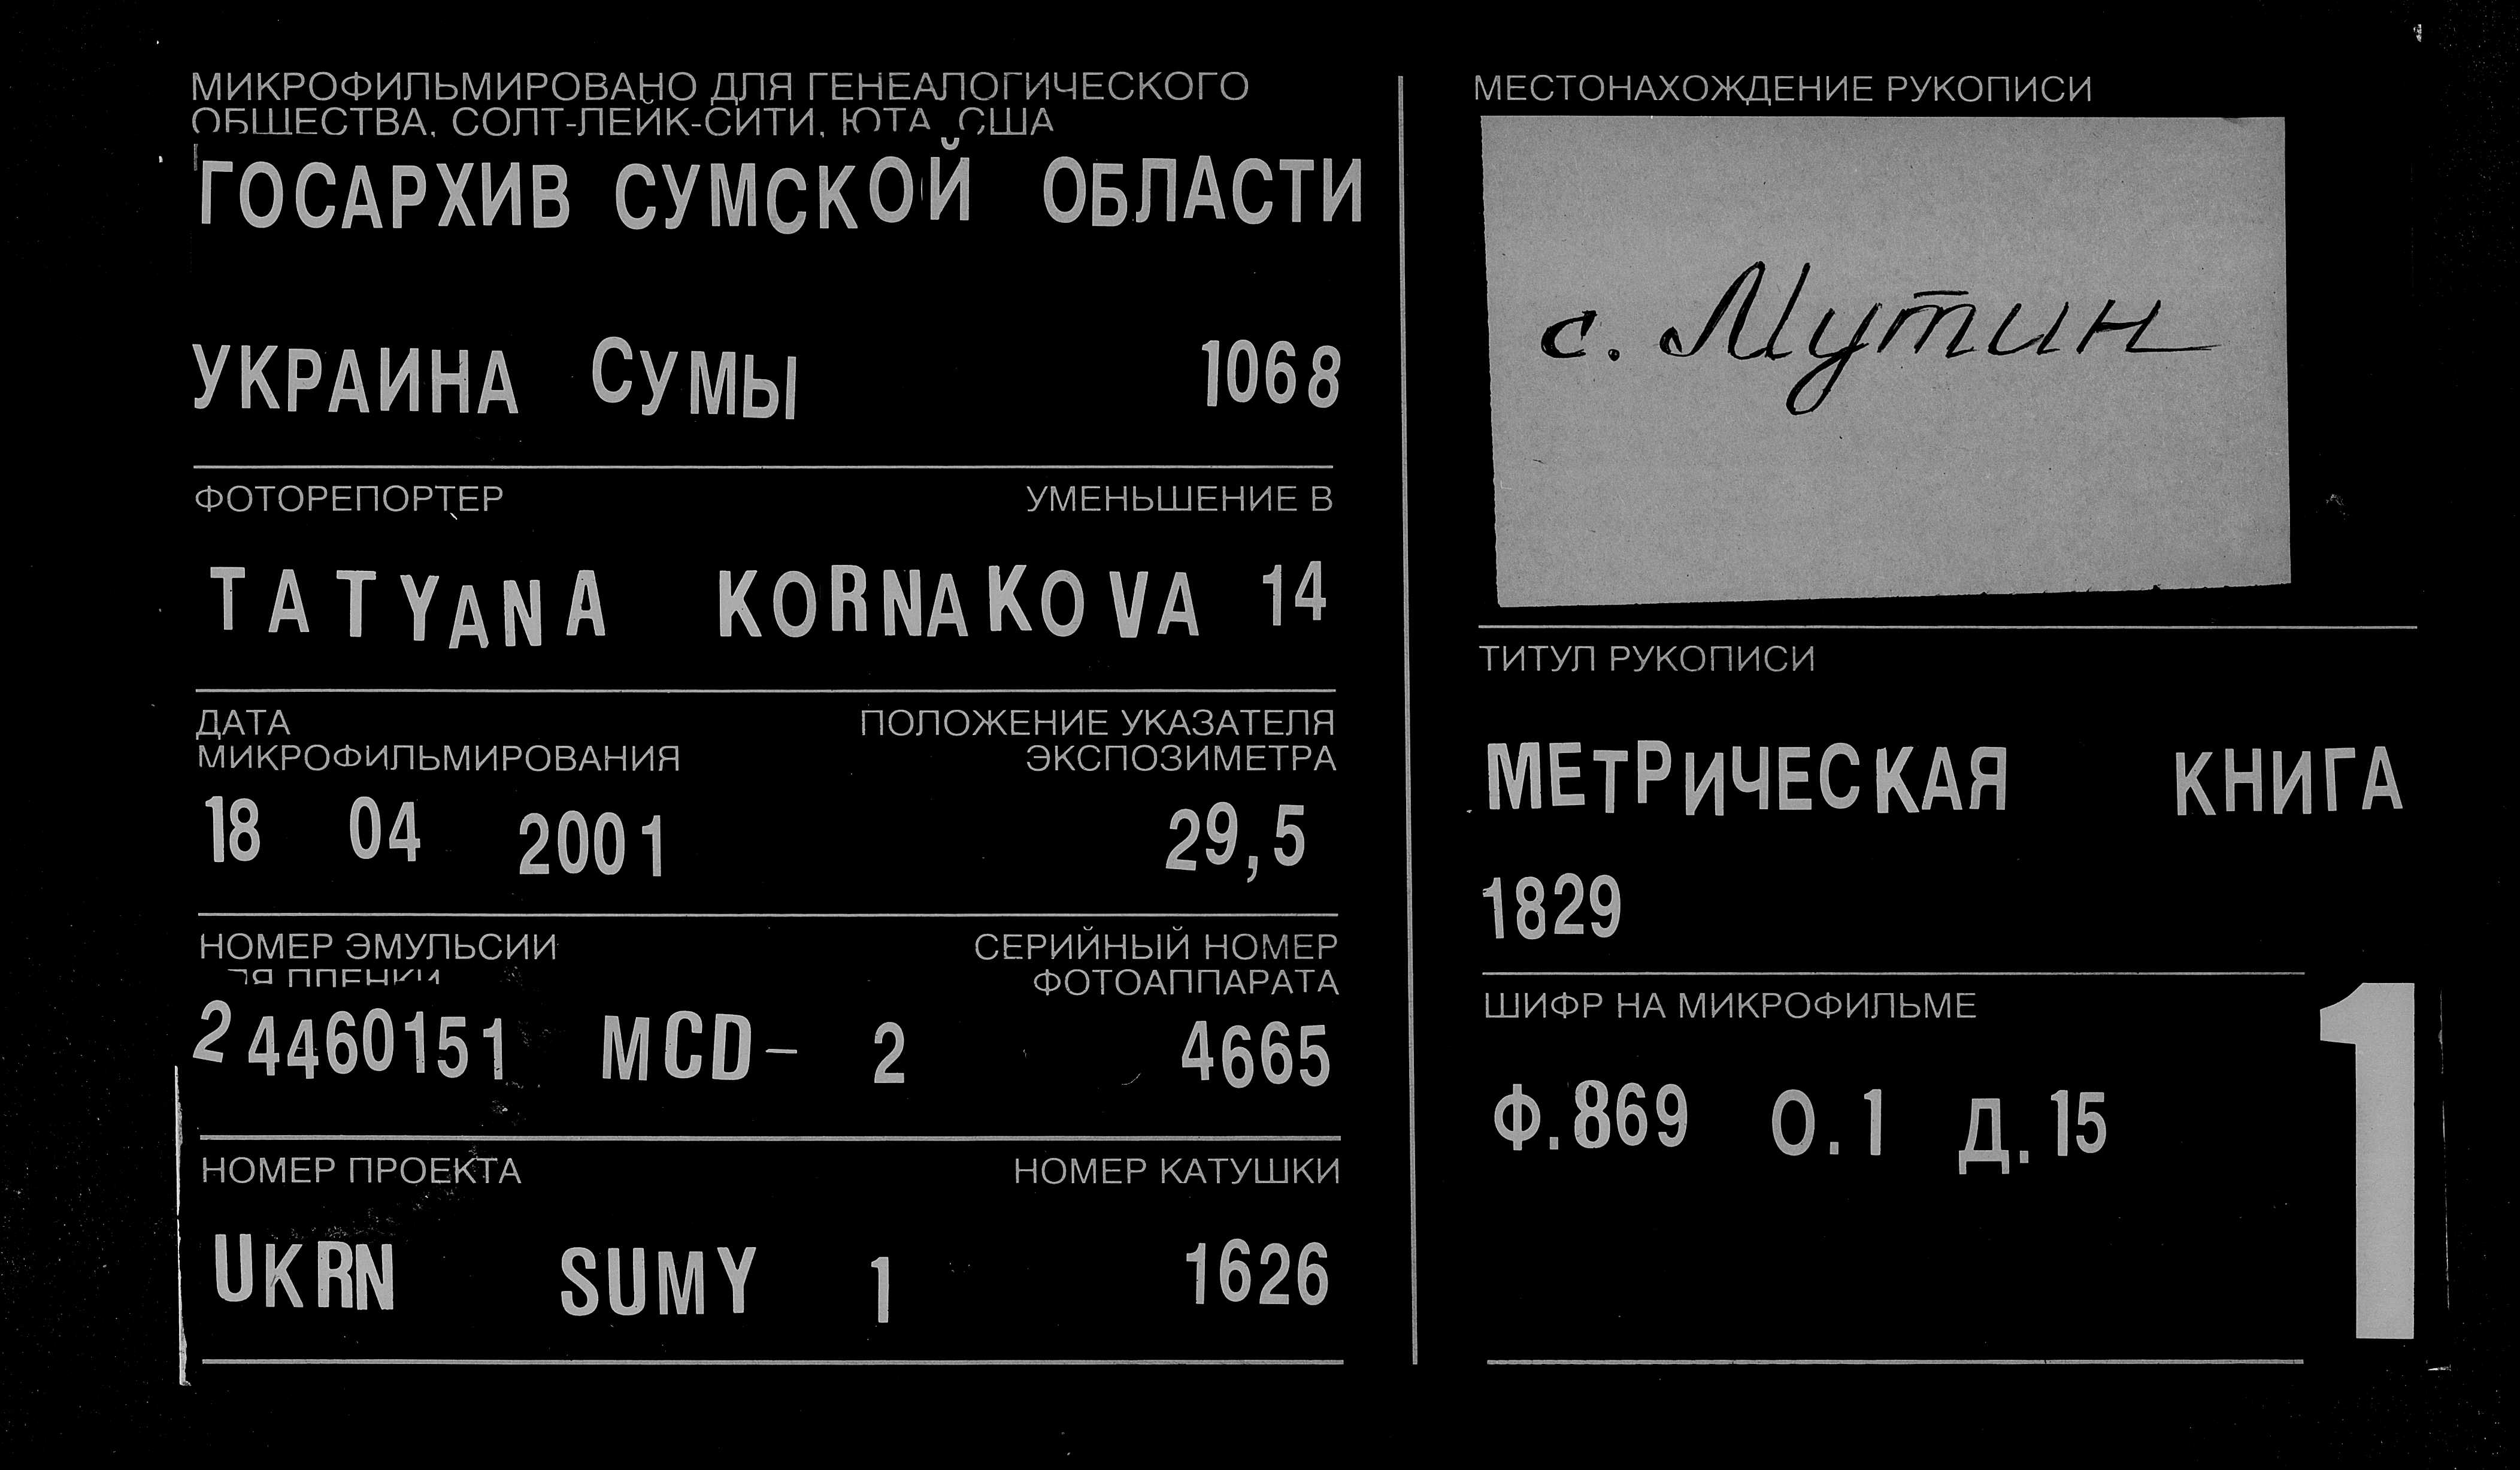 МИКРОФИЛЬМИРОВАНО ДЛЯ ГЕНЕАЛОГИЧЕСКОГО
ОБЩЕСТВА, СОЛТ-ЛЕЙК-СИТИ, ЮТА, США
ГОСАРХИВ СУМСКОЙ ОБЛАСТИ
УКРАИНА СУМЫ 1068
ФОТОРЕПОРТЕР УМЕНЬШЕНИЕ В
TATYANA KORNAKOVA 14
ДАТА ПОЛОЖЕНИЕ УКАЗАТЕЛЯ
МИКРОФИЛЬМИРОВАНИЯ ЭКСПОЗИМЕТРА
18 04 2001 29,5
НОМЕР ЭМУЛЬСИИ СЕРИЙНЫЙ НОМЕР
ДЛЯ ПЛЕНКИ ФОТОАППАРАТА
24460151 MCD- 2 4665
НОМЕР ПРОЕКТА НОМЕР КАТУШКИ
UKRN SUMY 1 1626
МЕСТОНАХОЖДЕНИЕ РУКОПИСИ
с. Мутин
ТИТУЛ РУКОПИСИ
МЕТРИЧЕСКАЯ КНИГА
1829
ШИФР НА МИКРОФИЛЬМЕ
Ф.869 О.1 Д.15
1